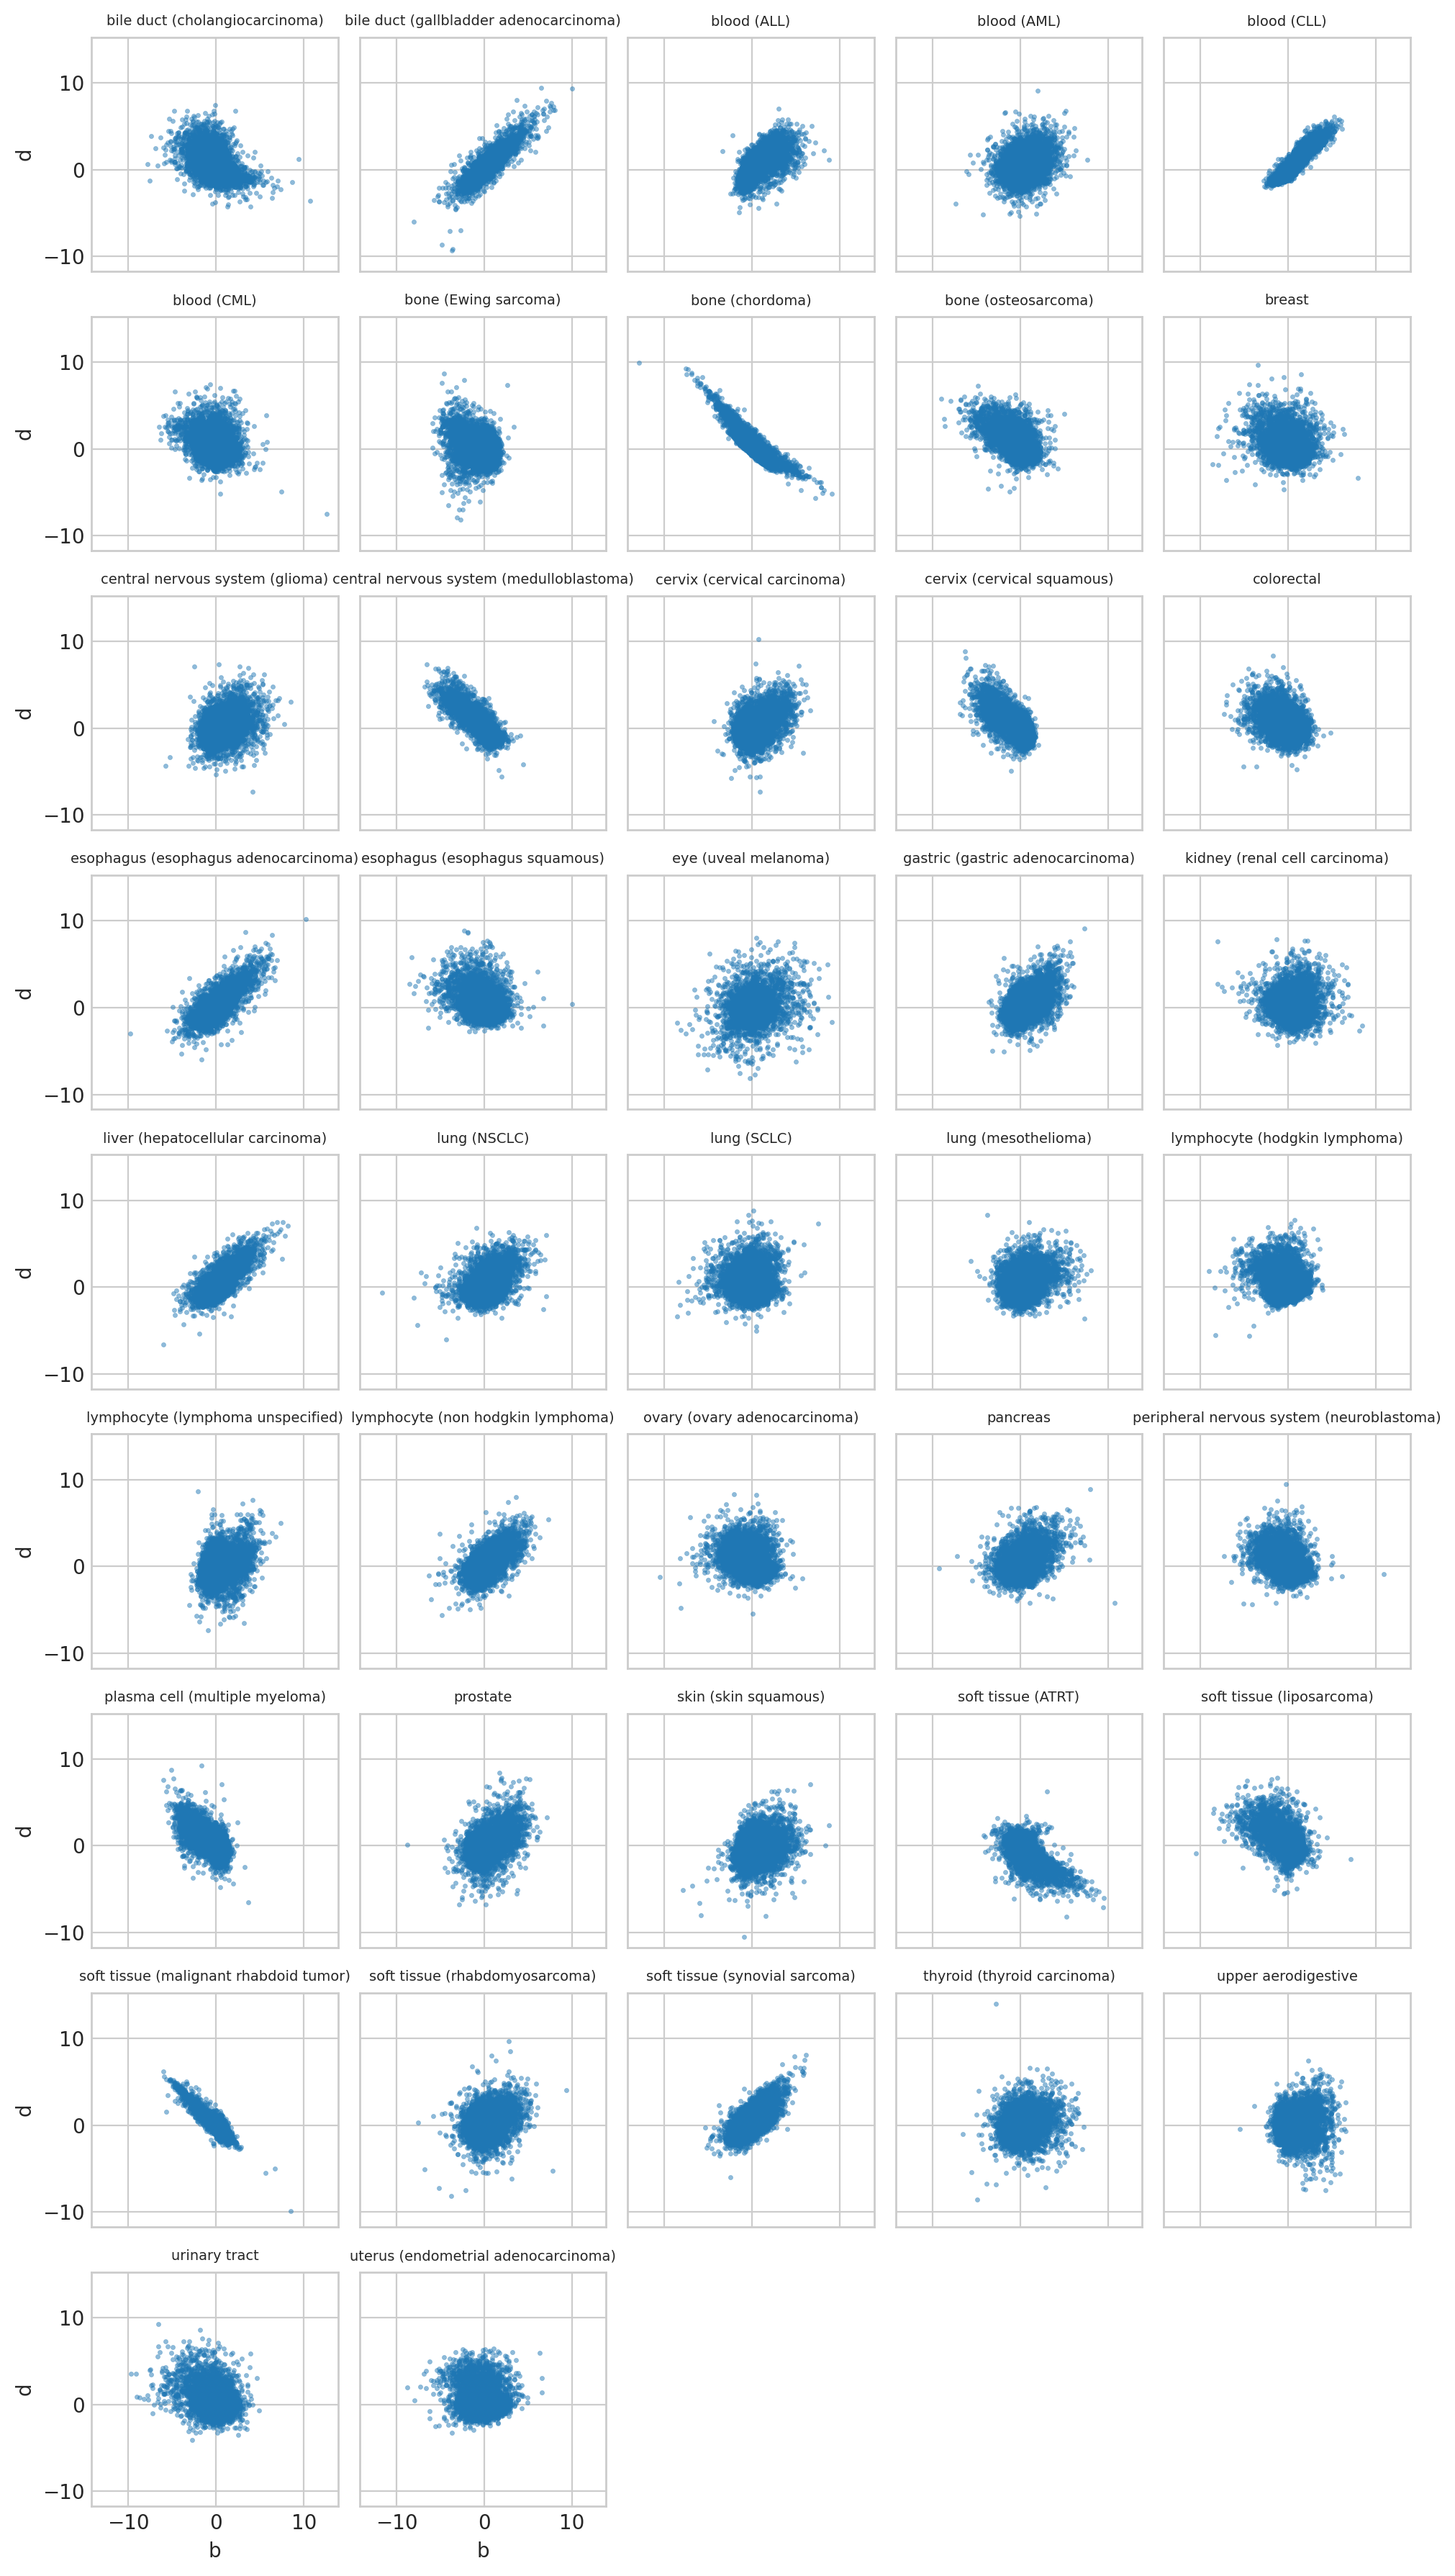 bile duct (cholangiocarcinoma) bile duct (gallbladder adenocarcinoma) blood (ALL) blood (AML) blood (CLL)
10
d 0
−10
blood (CML) bone (Ewing sarcoma) bone (chordoma) bone (osteosarcoma) breast
10
d 0
−10
central nervous system (glioma) central nervous system (medulloblastoma) cervix (cervical carcinoma) cervix (cervical squamous) colorectal
10
d 0
−10
esophagus (esophagus adenocarcinoma) esophagus (esophagus squamous) eye (uveal melanoma) gastric (gastric adenocarcinoma) kidney (renal cell carcinoma)
10
d 0
−10
liver (hepatocellular carcinoma) lung (NSCLC) lung (SCLC) lung (mesothelioma) lymphocyte (hodgkin lymphoma)
10
d 0
−10
lymphocyte (lymphoma unspecified) lymphocyte (non hodgkin lymphoma) ovary (ovary adenocarcinoma) pancreas peripheral nervous system (neuroblastoma)
10
d 0
−10
plasma cell (multiple myeloma) prostate skin (skin squamous) soft tissue (ATRT) soft tissue (liposarcoma)
10
d 0
−10
soft tissue (malignant rhabdoid tumor) soft tissue (rhabdomyosarcoma) soft tissue (synovial sarcoma) thyroid (thyroid carcinoma) upper aerodigestive
10
d 0
−10
urinary tract uterus (endometrial adenocarcinoma)
10
d 0
−10
−10 0 10 −10 0 10
b b